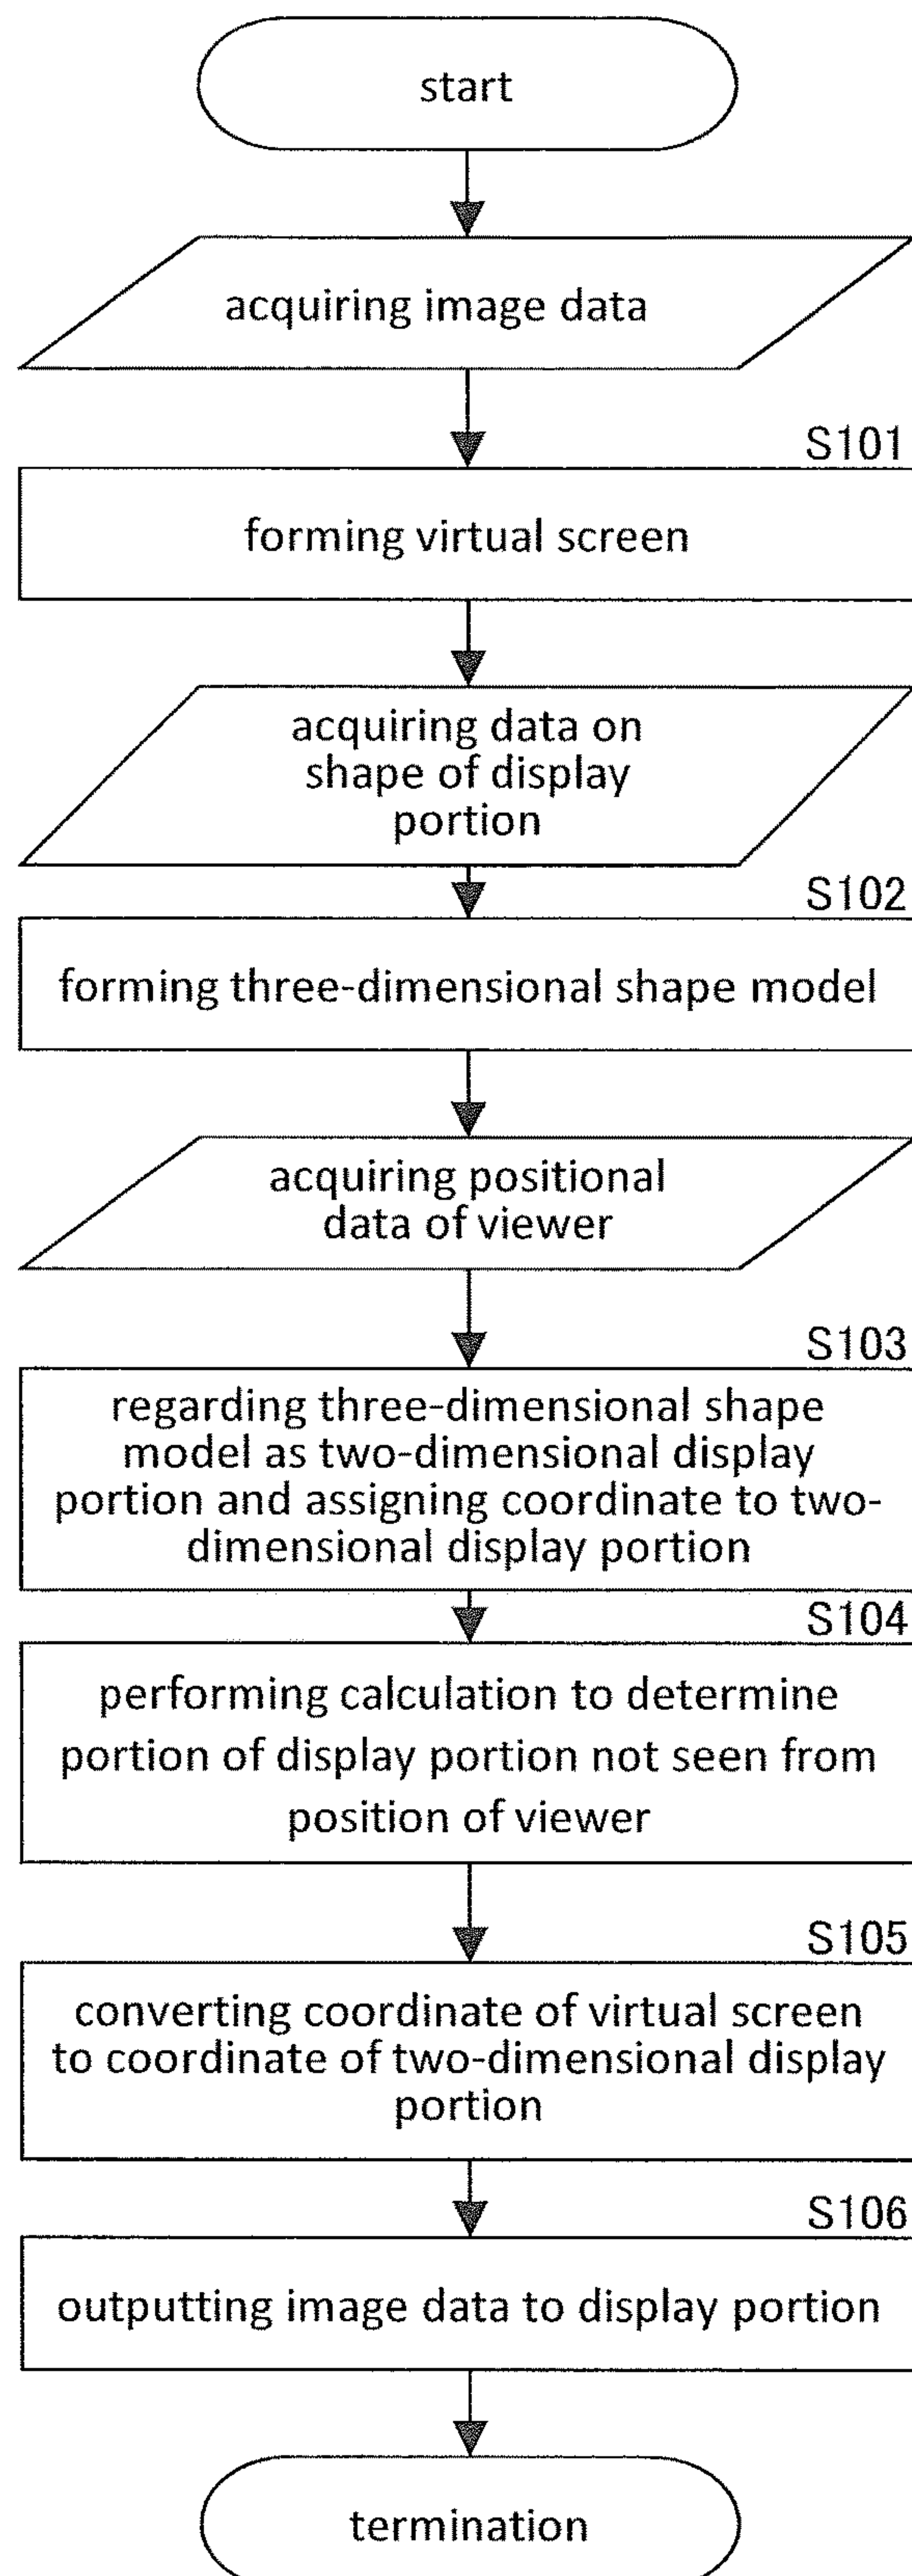 start
acquiring image data
S101
forming virtual screen
acquiring data on
shape of display
portion
S102
forming three-dimensional shape model
acquiring positional
data of viewer
S103
regarding three-dimensional shape
model as two-dimensional display
portion and assigning coordinate to two-
dimensional display portion
S104
performing calculation to determine
portion of display portion not seen from
position of viewer
S105
converting coordinate of virtual screen
to coordinate of two-dimensional display
portion
S106
outputting image data to display portion
termination